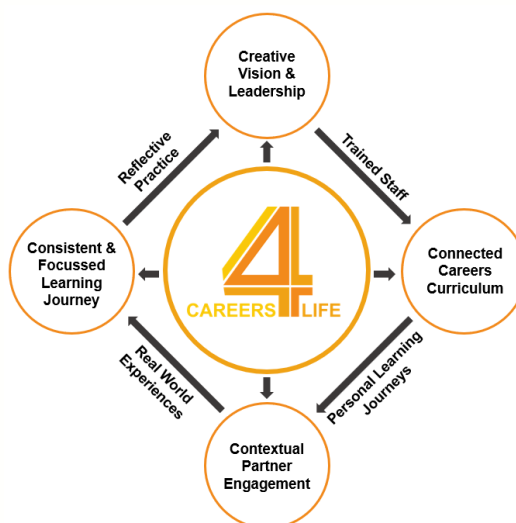 Creative
Vision &
Leadership
Reflective
Practice
Trained Staff
Consistent &
Focussed
Learning
Journey
4
CAREERS LIFE
Connected
Careers
Curriculum
Real World
Experiences
Personal Learning
Journeys
Contextual
Partner
Engagement